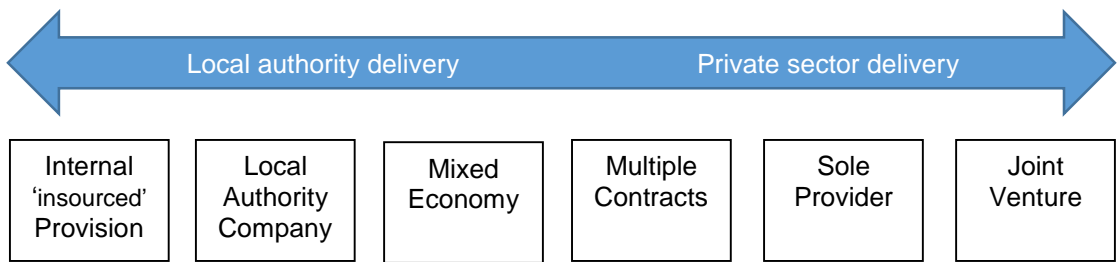 Local authority delivery
Private sector delivery
Internal
‘insourced’
Provision
Local
Authority
Company
Mixed
Economy
Multiple
Contracts
Sole
Provider
Joint
Venture